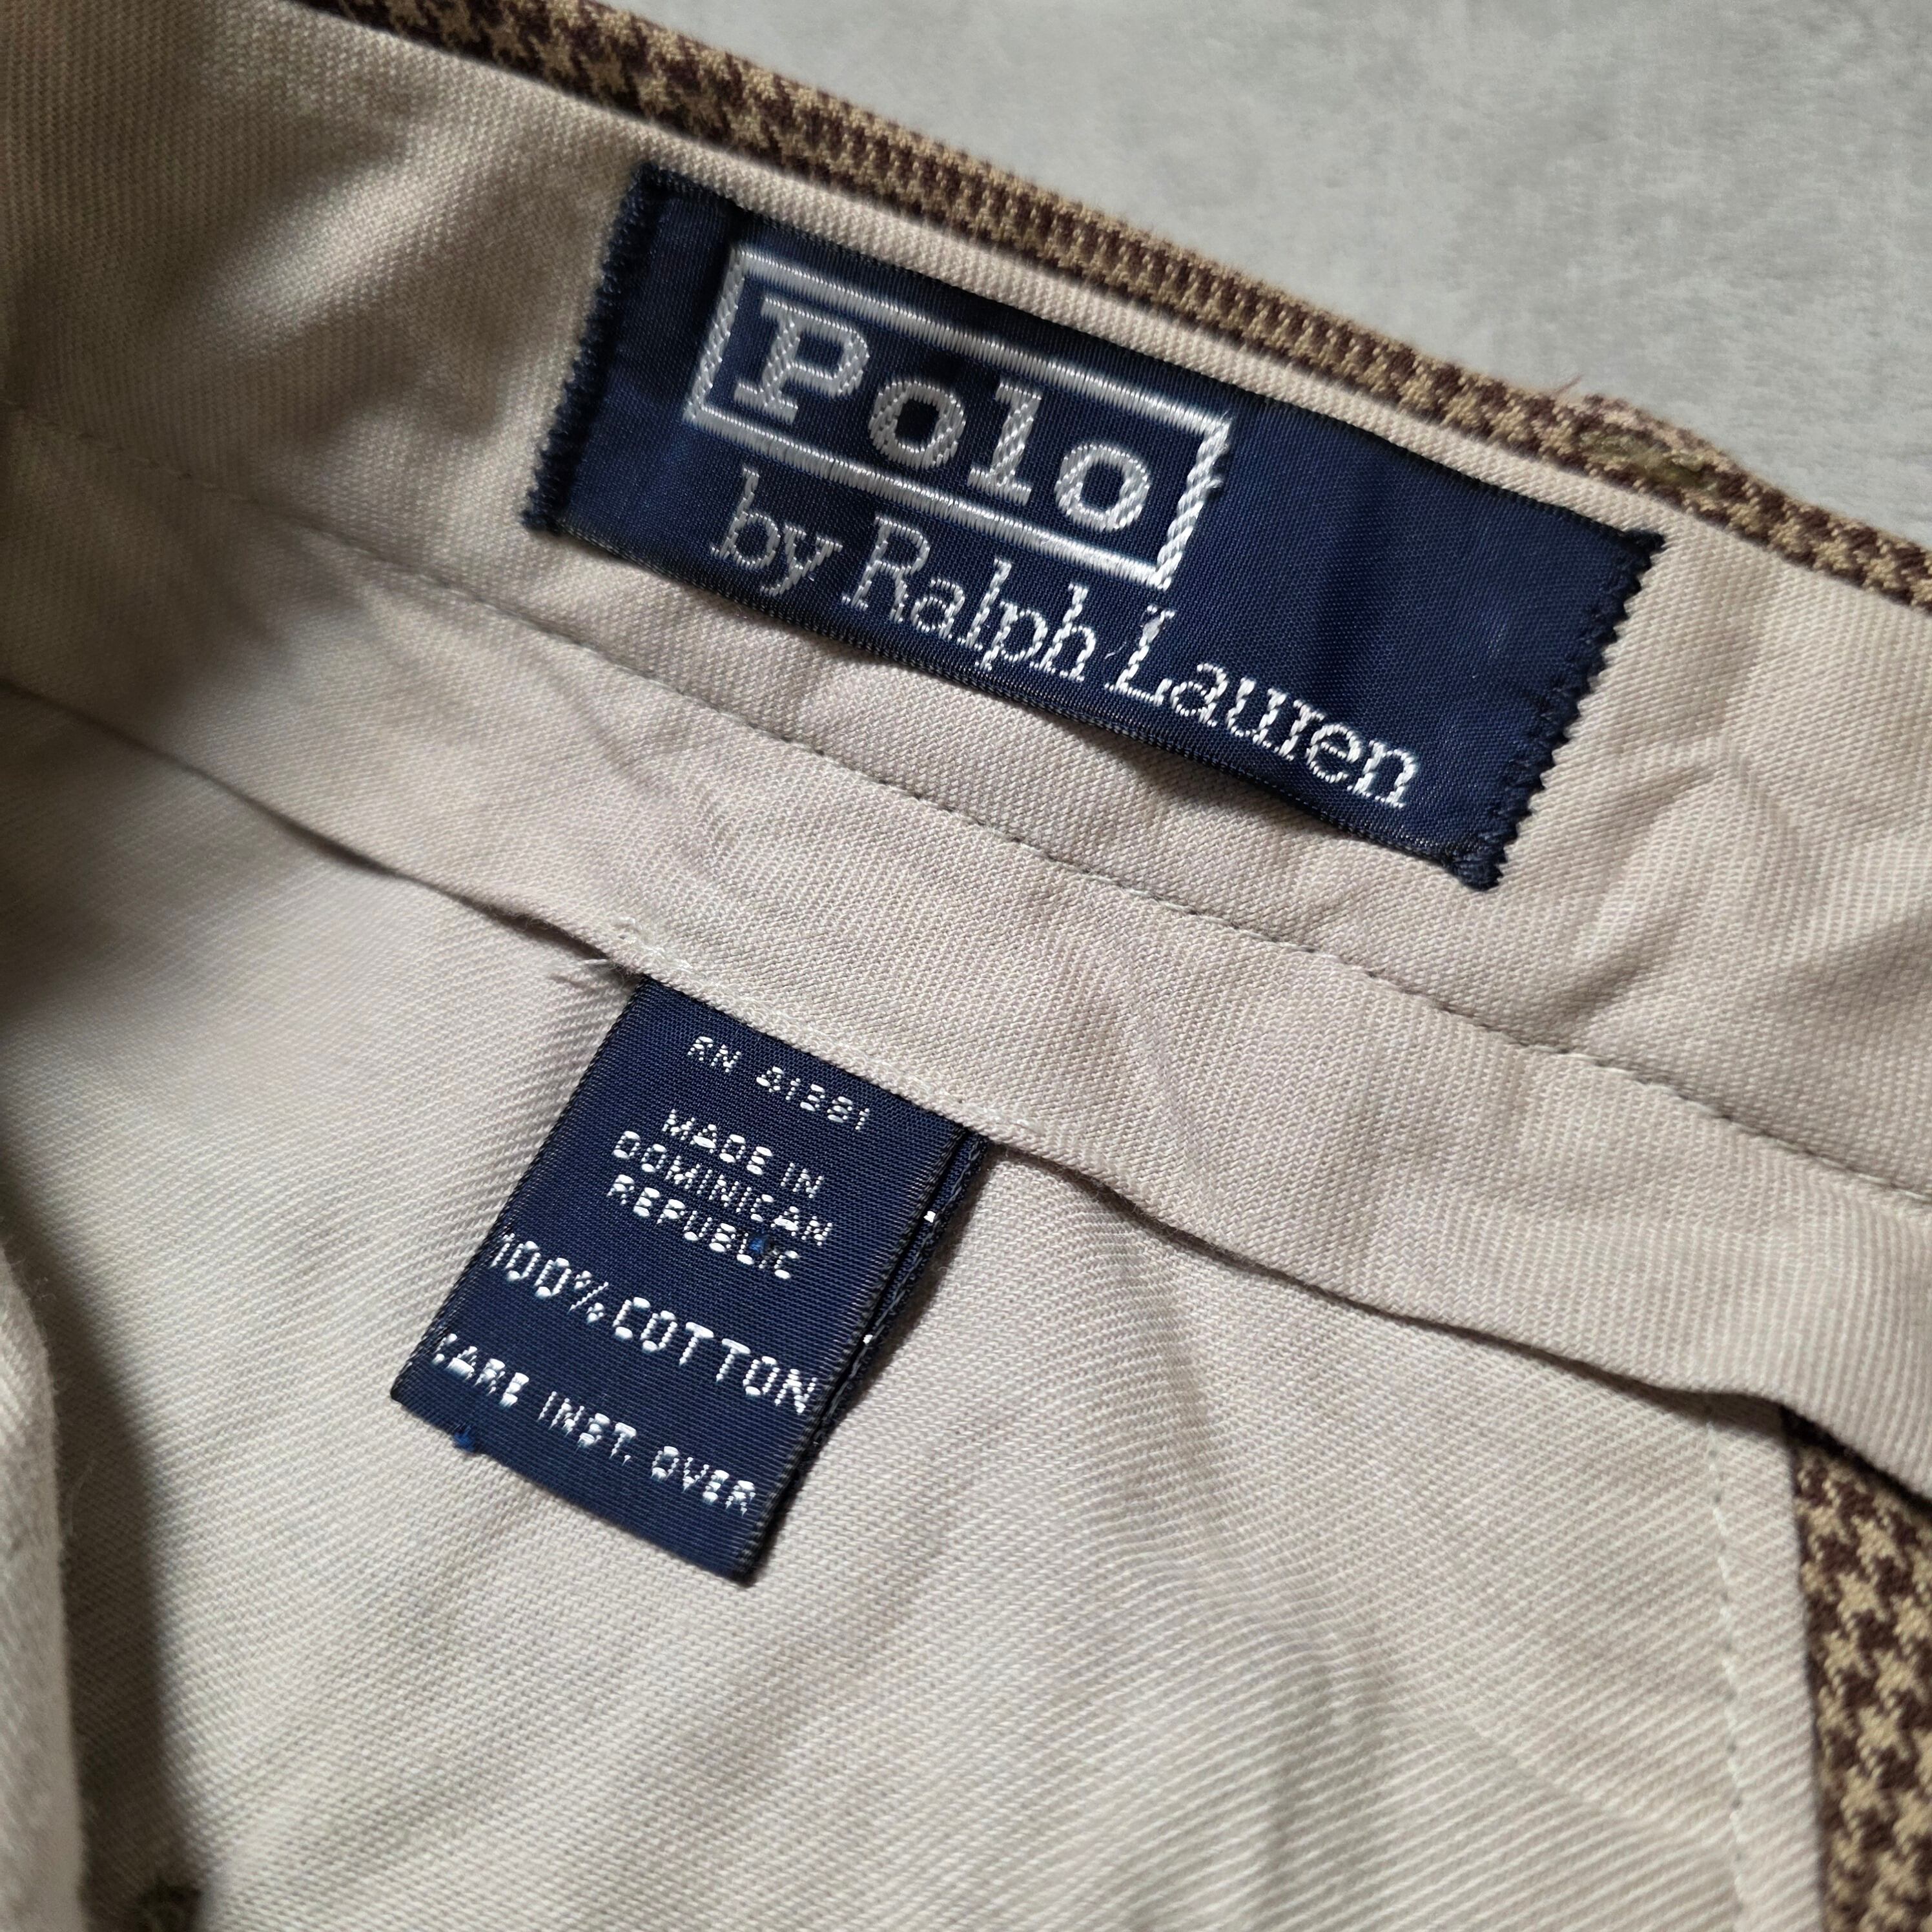 Polo
by Ralph Lauren
RN 41381
MADE IN
DOMINICAN
REPUBLIC
100% COTTON
CARE INST. OVER